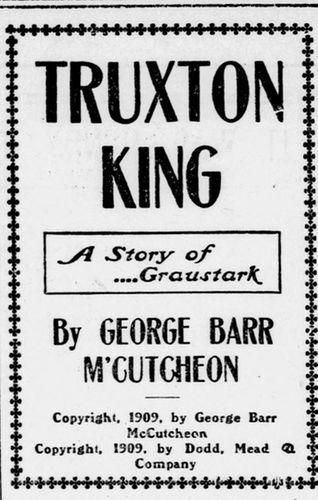 TRUXTON
KING
A Story of
....Graustark
By GEORGE BARR
M'CUTCHEON
Copyright, 1909, by George Barr
McCutcheon
Copyright, 1909, by Dodd, Mead @
Company